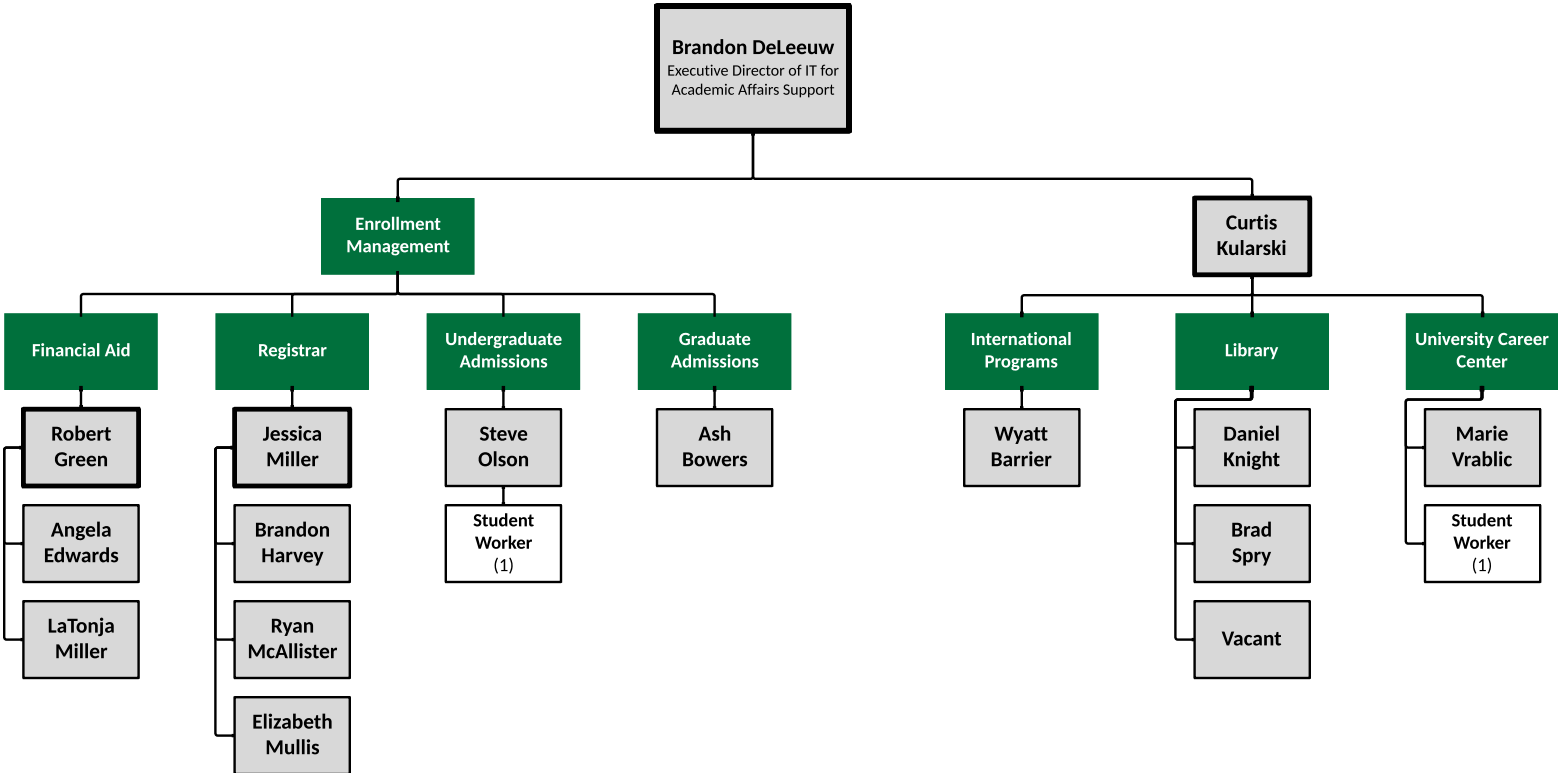 Brandon DeLeeuw
Executive Director of IT for
Academic Affairs Support
Enrollment
Management
Curtis
Kularski
Financial Aid
Registrar
Undergraduate
Admissions
Graduate
Admissions
International
Programs
Library
University Career
Center
Robert
Green
Jessica
Miller
Steve
Olson
Ash
Bowers
Wyatt
Barrier
Daniel
Knight
Marie
Vrablic
Angela
Edwards
Brandon
Harvey
Student
Worker
(1)
Brad
Spry
Student
Worker
(1)
LaTonja
Miller
Ryan
McAllister
Vacant
Elizabeth
Mullis